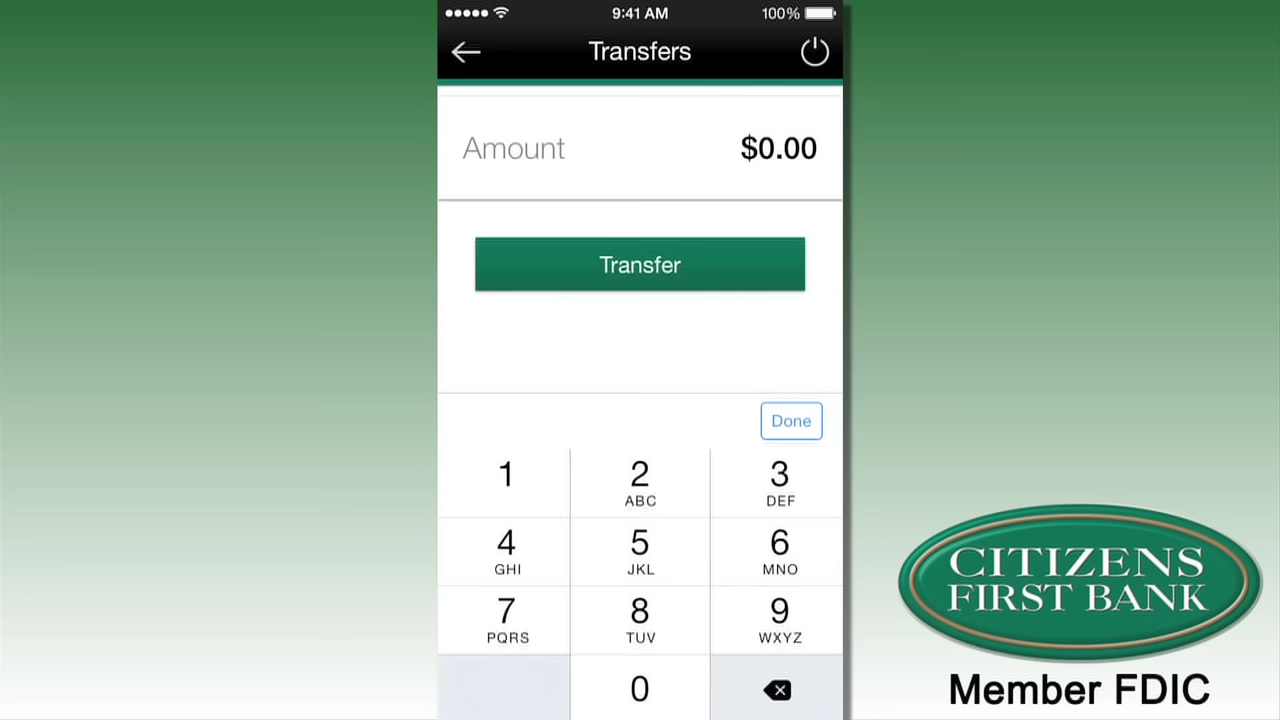 9:41 AM
100%
Transfers
Amount
$0.00
Transfer
Done
1
2
3
ABC
DEF
4
5
6
GHI
JKL
MNO
7
8
9
PQRS
TUV
WXYZ
0
CITIZENS
FIRST BANK
Member FDIC